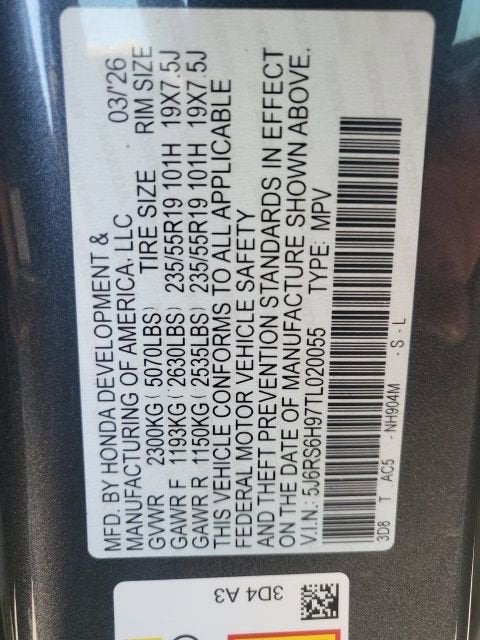 MFD. BY HONDA DEVELOPMENT &
MANUFACTURING OF AMERICA, LLC 03/'26
GVWR 2300KG (5070LBS) TIRE SIZE RIM SIZE
GAWR F 1193KG (2630LBS) 235/55R19 101H 19X7.5J
GAWR R 1150KG (2535LBS) 235/55R19 101H 19X7.5J
THIS VEHICLE CONFORMS TO ALL APPLICABLE
FEDERAL MOTOR VEHICLE SAFETY
AND THEFT PREVENTION STANDARDS IN EFFECT
ON THE DATE OF MANUFACTURE SHOWN ABOVE.
V.I.N.: 5J6RS6H97TL020055 TYPE: MPV
3D8 T AC5 -NH904M -S-L
3D4 A3